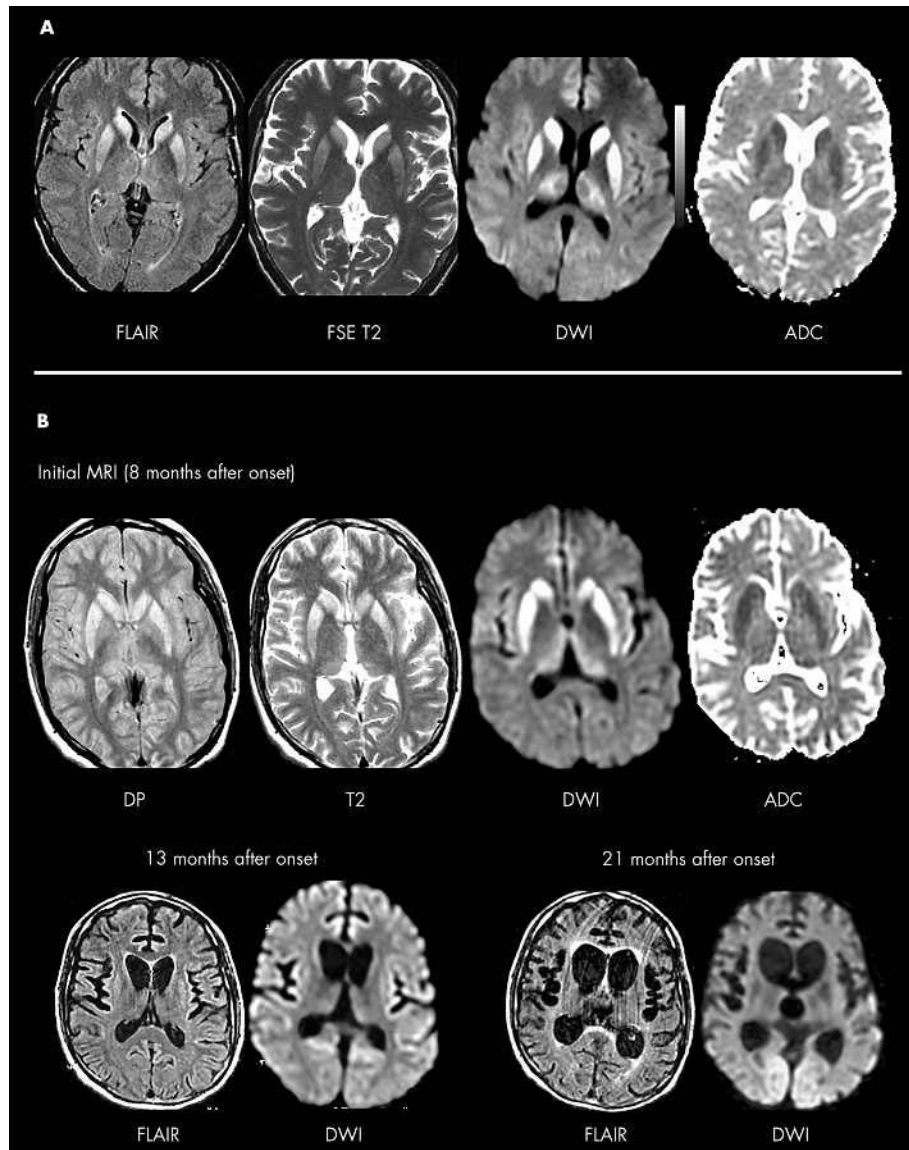 A
FLAIR FSE T2 DWI ADC
B
Initial MRI (8 months after onset)
DP T2 DWI ADC
13 months after onset 21 months after onset
FLAIR DWI FLAIR DWI